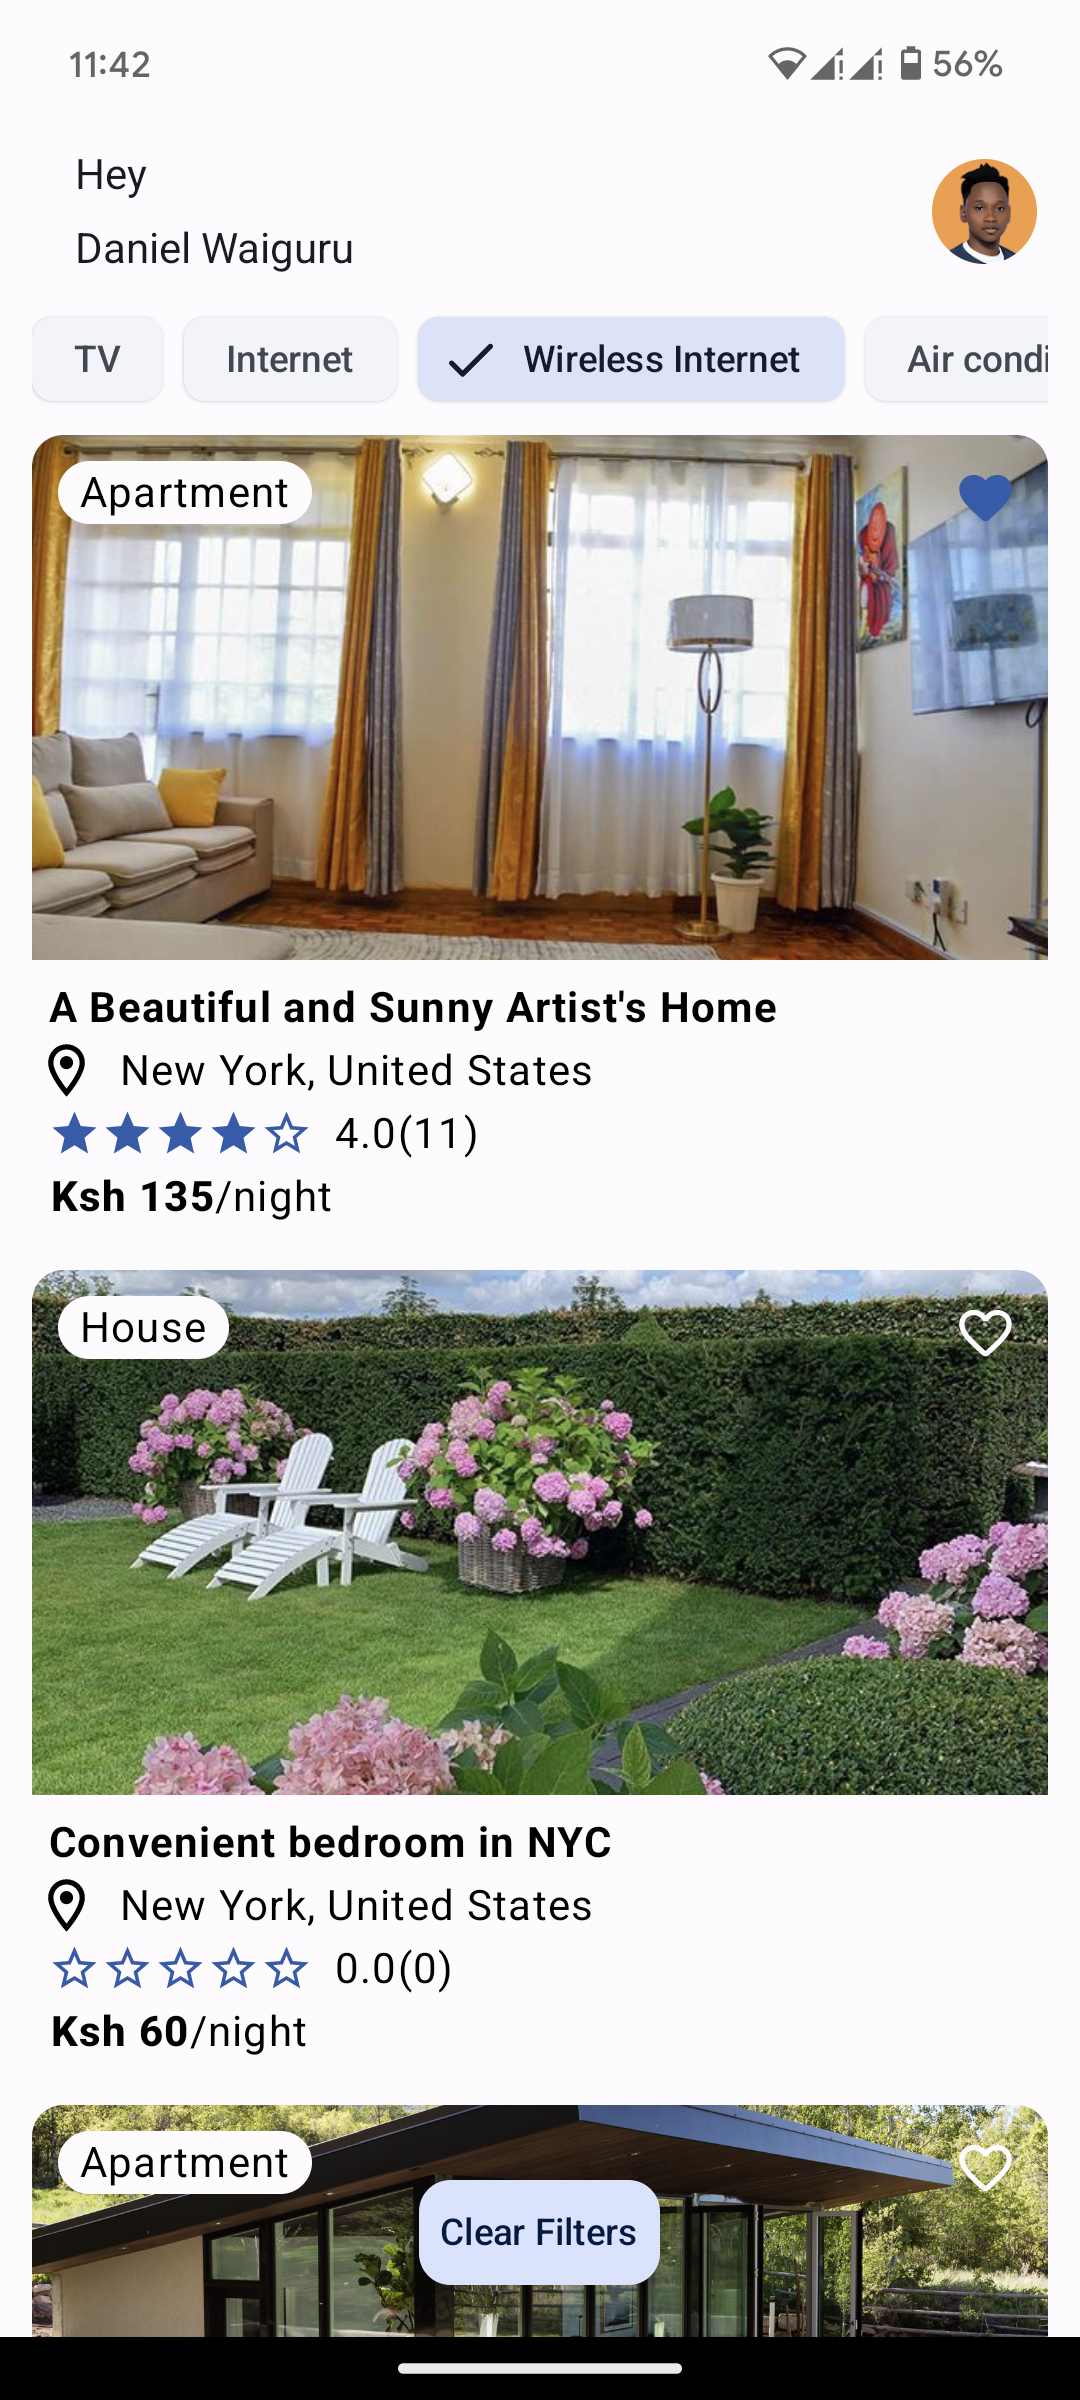 11:42
56%
Hey
Daniel Waiguru
TV
Internet
Wireless Internet
Air condi
Apartment
A Beautiful and Sunny Artist's Home
New York, United States
4.0(11)
Ksh 135/night
House
Convenient bedroom in NYC
New York, United States
0.0(0)
Ksh 60/night
Apartment
Clear Filters